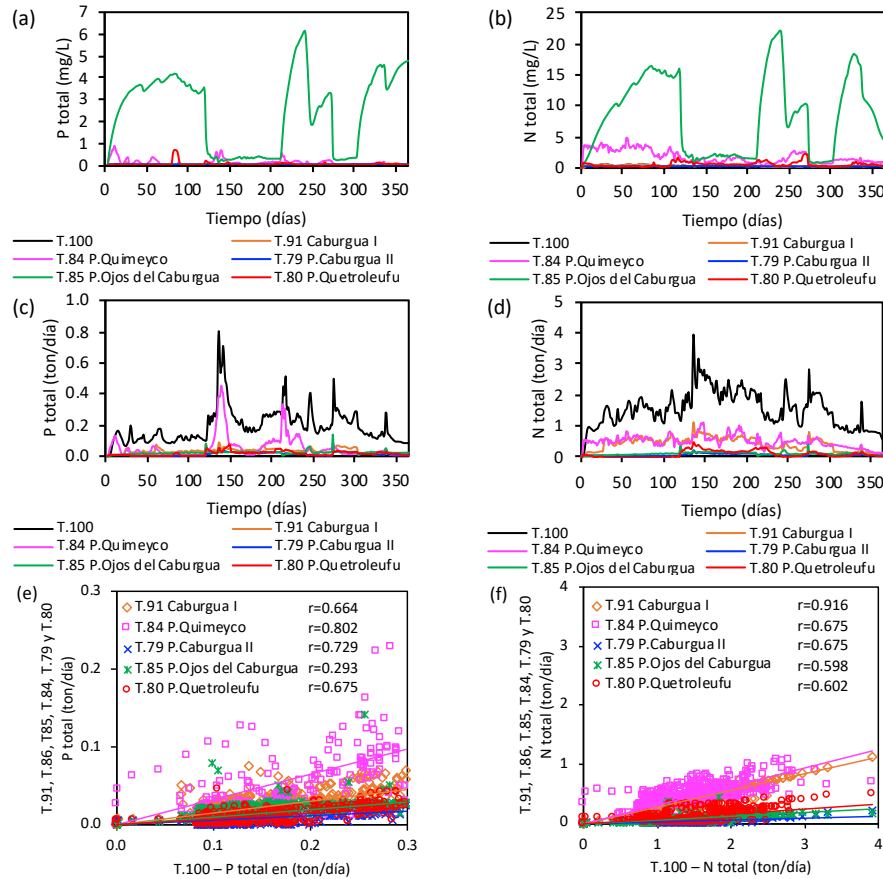 (a)
P total (mg/L)
7
6
5
4
3
2
1
0
0 50 100 150 200 250 300 350
Tiempo (días)
T.100
T.91 Caburgua I
T.84 P.Quimeyco
T.79 P.Caburgua II
T.85 P.Ojos del Caburgua
T.80 P.Quetroleufu
(b)
N total (mg/L)
25
20
15
10
5
0
0 50 100 150 200 250 300 350
Tiempo (días)
T.100
T.91 Caburgua I
T.84 P.Quimeyco
T.79 P.Caburgua II
T.85 P.Ojos del Caburgua
T.80 P.Quetroleufu
(c)
P total (ton/día)
1.0
0.8
0.6
0.4
0.2
0.0
0 50 100 150 200 250 300 350
Tiempo (días)
T.100
T.91 Caburgua I
T.84 P.Quimeyco
T.79 P.Caburgua II
T.85 P.Ojos del Caburgua
T.80 P.Quetroleufu
(d)
N total (ton/día)
5
4
3
2
1
0
0 50 100 150 200 250 300 350
Tiempo (días)
T.100
T.91 Caburgua I
T.84 P.Quimeyco
T.79 P.Caburgua II
T.85 P.Ojos del Caburgua
T.80 P.Quetroleufu
(e)
T.91, T.86, T85, T.84, T.79 y T.80
P total (ton/día)
0.3
0.2
0.1
0.0
T.91 Caburgua I r=0.664
T.84 P.Quimeyco r=0.802
T.79 P.Caburgua II r=0.729
T.85 P.Ojos del Caburgua r=0.293
T.80 P.Quetroleufu r=0.675
0.0 0.1 0.2 0.3
T.100 – P total en (ton/día)
(f)
T.91, T.86, T.85, T.84, T.79 y T.80
N total (ton/día)
4
3
2
1
0
T.91 Caburgua I r=0.916
T.84 P.Quimeyco r=0.675
T.79 P.Caburgua II r=0.675
T.85 P.Ojos del Caburgua r=0.598
T.80 P.Quetroleufu r=0.602
0 1 2 3 4
T.100 – N total (ton/día)